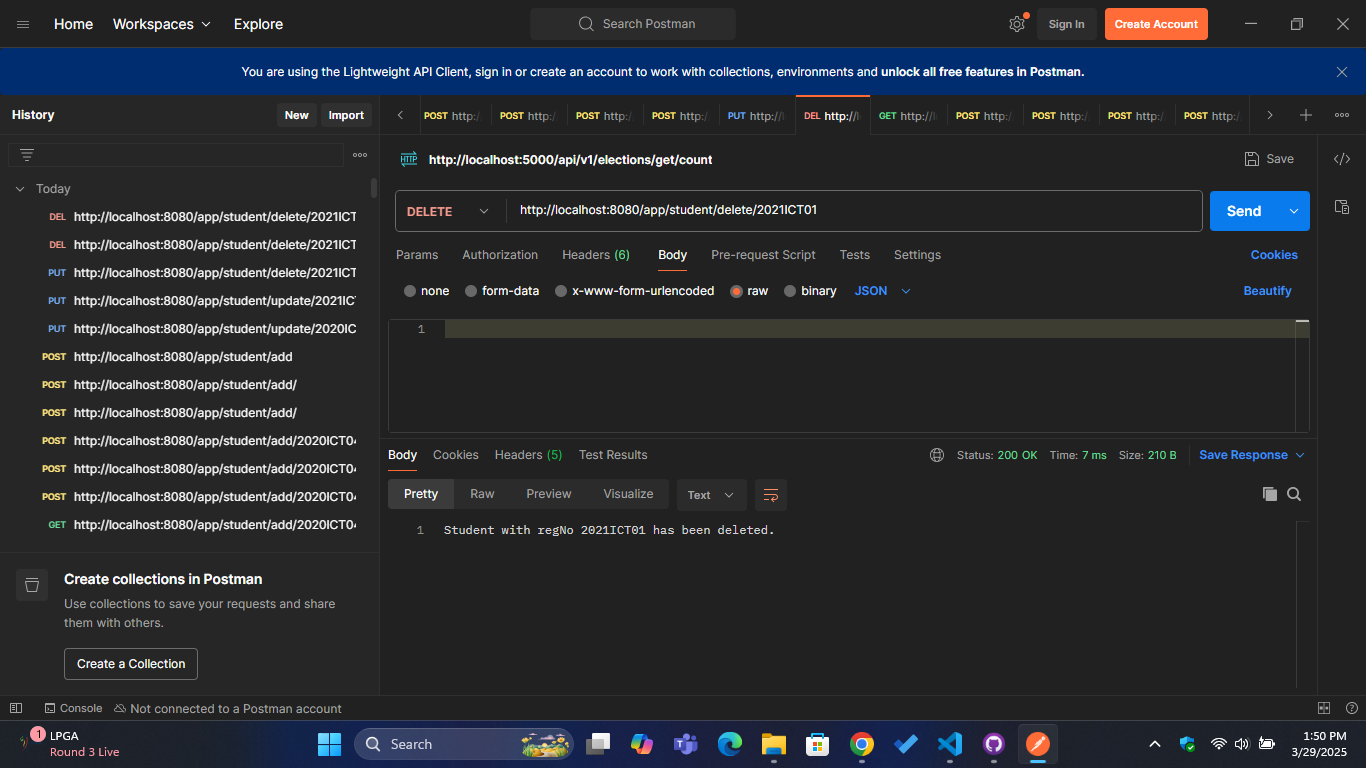 Home Workspaces Explore Search Postman Sign In Create Account
You are using the Lightweight API Client, sign in or create an account to work with collections, environments and unlock all free features in Postman.
History New Import
POST http:/ POST http:/ POST http:/ POST http:/ PUT http://l DEL http://l GET http://l POST http:/ POST http:/ POST http:/ POST http:/
HTTP http://localhost:5000/api/v1/elections/get/count Save
Today
DEL http://localhost:8080/app/student/delete/2021ICT
DEL http://localhost:8080/app/student/delete/2021ICT
PUT http://localhost:8080/app/student/delete/2021ICT
PUT http://localhost:8080/app/student/update/2021IC
PUT http://localhost:8080/app/student/update/2020IC
POST http://localhost:8080/app/student/add
POST http://localhost:8080/app/student/add/
POST http://localhost:8080/app/student/add/
POST http://localhost:8080/app/student/add/2020ICT04
POST http://localhost:8080/app/student/add/2020ICT04
POST http://localhost:8080/app/student/add/2020ICT04
GET http://localhost:8080/app/student/add/2020ICT04
DELETE http://localhost:8080/app/student/delete/2021ICT01 Send
Params Authorization Headers (6) Body Pre-request Script Tests Settings Cookies
none form-data x-www-form-urlencoded raw binary JSON Beautify
1
Body Cookies Headers (5) Test Results Status: 200 OK Time: 7 ms Size: 210 B Save Response
Pretty Raw Preview Visualize Text
1 Student with regNo 2021ICT01 has been deleted.
Create collections in Postman
Use collections to save your requests and share
them with others.
Create a Collection
Console Not connected to a Postman account
1 LPGA
Round 3 Live
Search
1:50 PM
3/29/2025